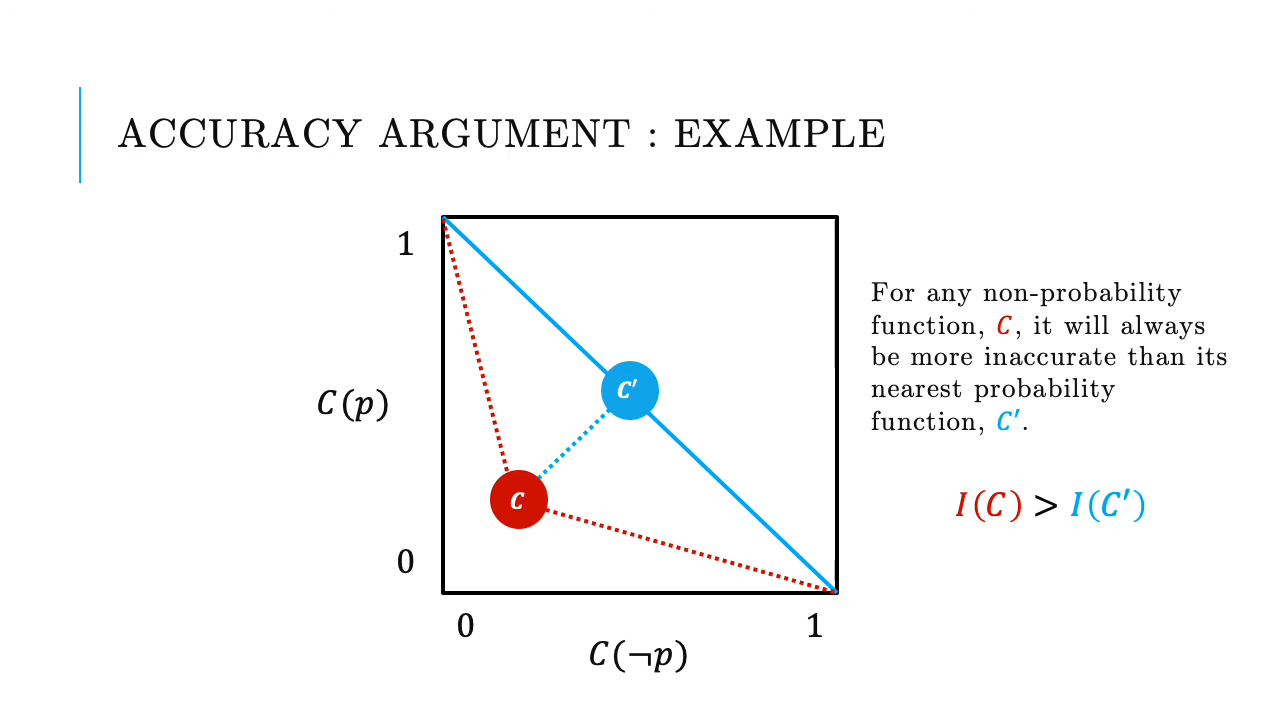 ACCURACY ARGUMENT : EXAMPLE
1
C(p)
0
C′
C
0
1
C(¬p)
For any non-probability
function, C, it will always
be more inaccurate than its
nearest probability
function, C′.
I(C) > I(C′)